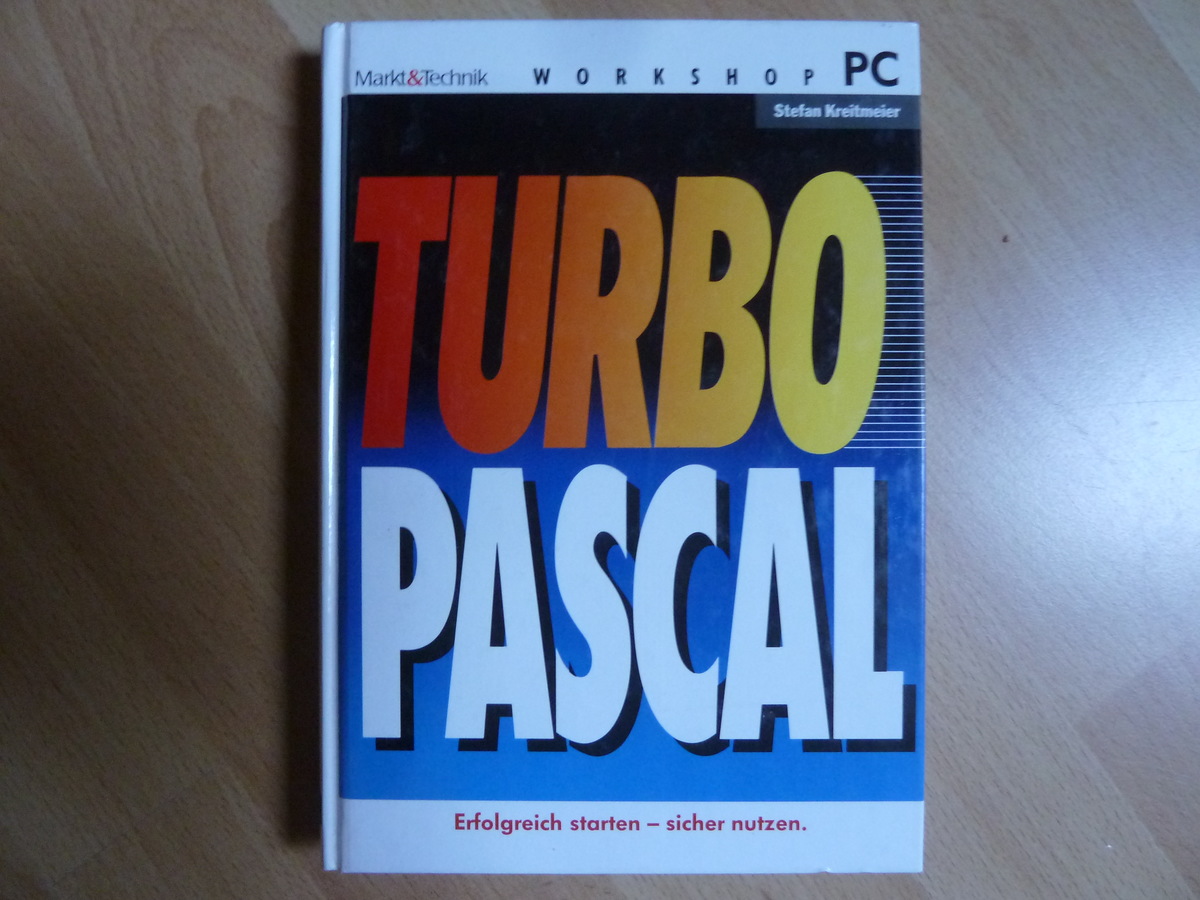 Markt&Technik WORKSHOP PC
Stefan Kreitmeier
TURBO
PASCAL
Erfolgreich starten – sicher nutzen.